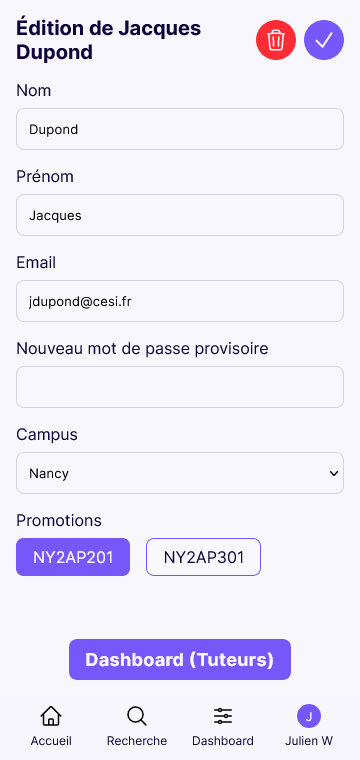 Édition de Jacques
Dupond
Nom
Dupond
Prénom
Jacques
Email
jdupond@cesi.fr
Nouveau mot de passe provisoire
Campus
Nancy
Promotions
NY2AP201 NY2AP301
Dashboard (Tuteurs)
J
Accueil Recherche Dashboard Julien W